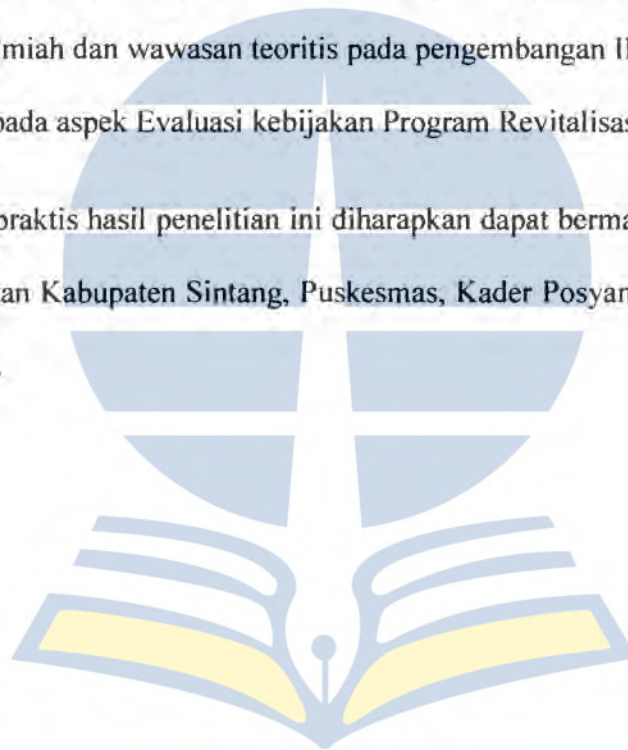 miah dan wawasan teoritis pada pengembangan
pada aspek Evaluasi kebijakan Program Revitalisas
praktis hasil penelitian ini diharapkan dapat berma
an Kabupaten Sintang, Puskesmas, Kader Posyan